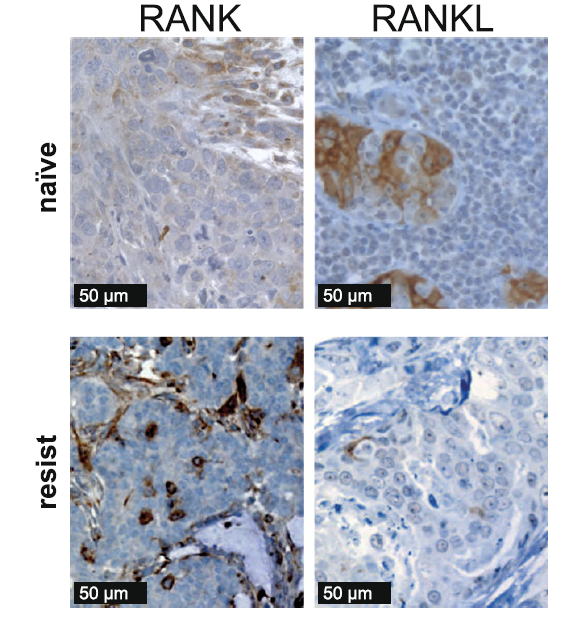 RANK RANKL
naïve
50 µm 50 µm
resist
50 µm 50 µm